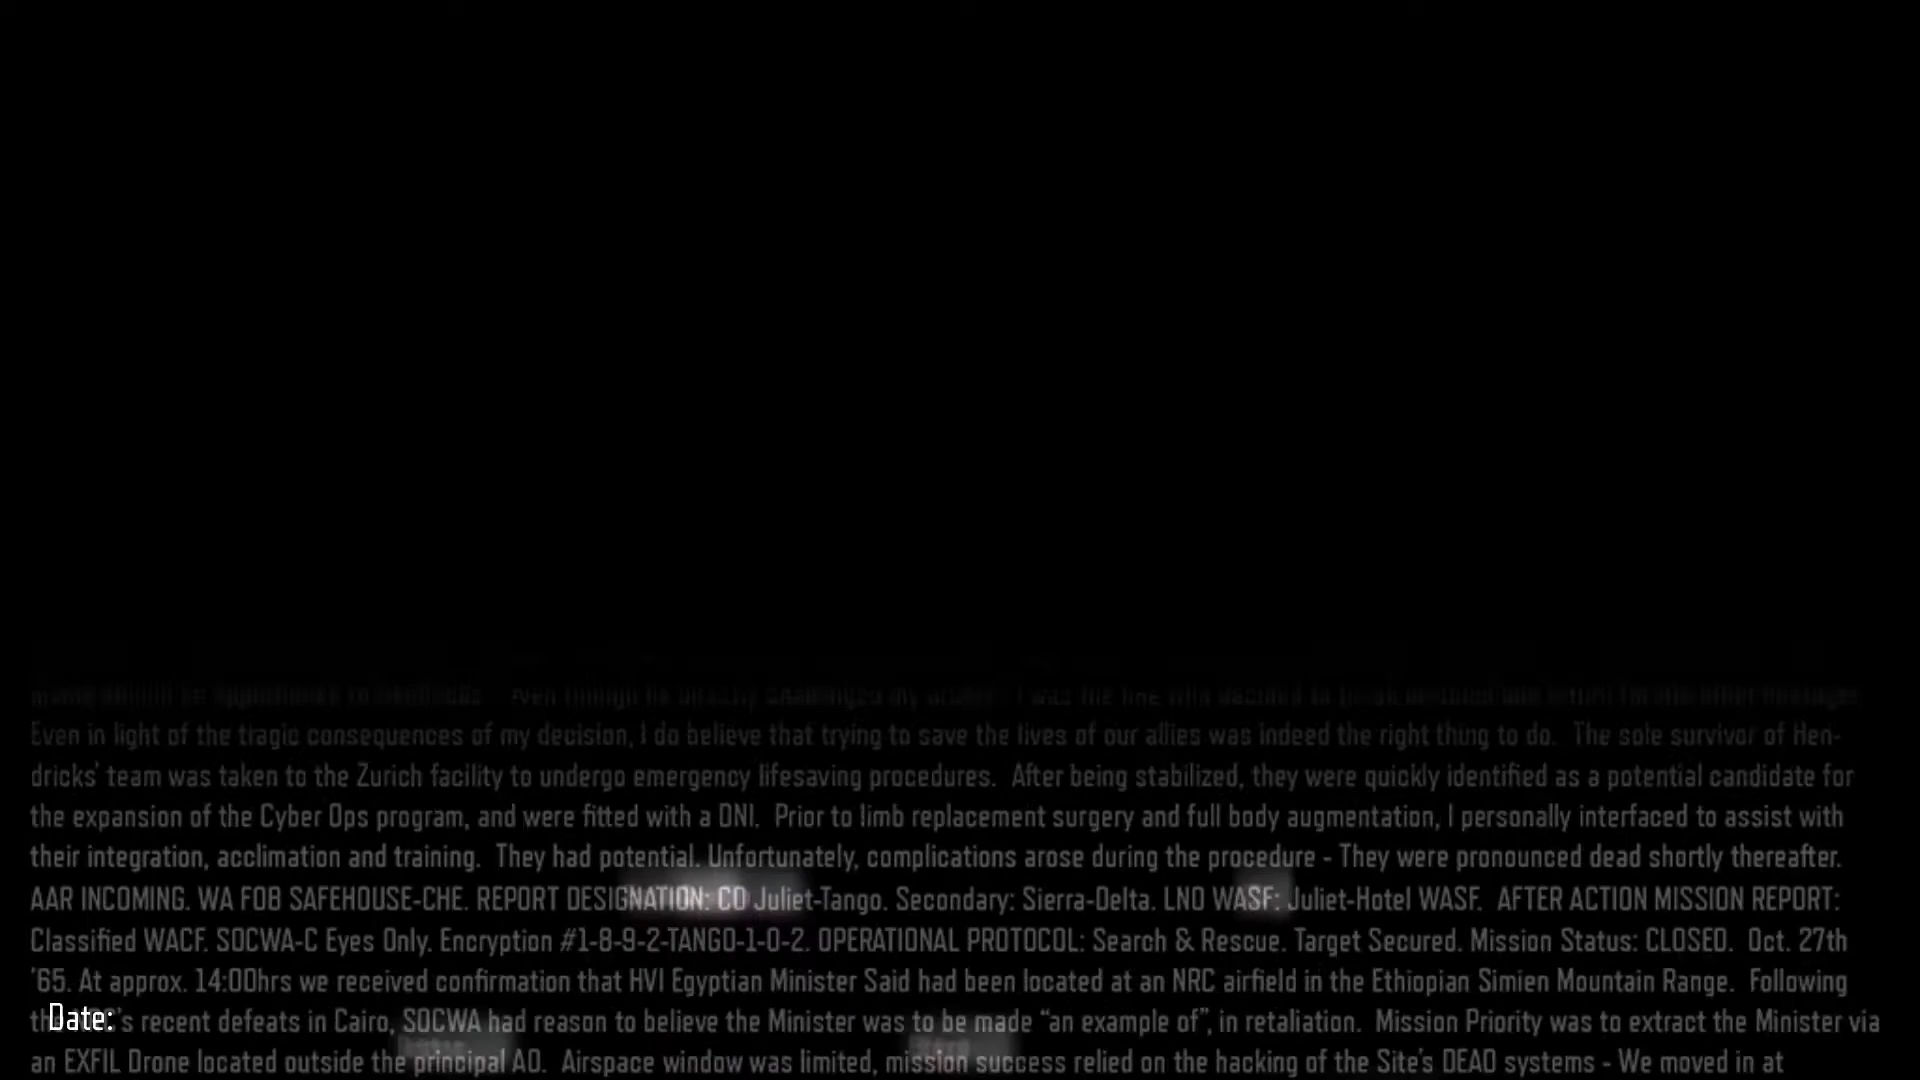 Even in light of the tragic consequences of my decision, I do believe that trying to save the lives of our allies was indeed the right thing to do. The sole survivor of Hen-
dricks' team was taken to the Zurich facility to undergo emergency lifesaving procedures. After being stabilized, they were quickly identified as a potential candidate for
the expansion of the Cyber Ops program, and were fitted with a DNI. Prior to limb replacement surgery and full body augmentation, I personally interfaced to assist with
their integration, acclimation and training. They had potential. Unfortunately, complications arose during the procedure - They were pronounced dead shortly thereafter.
AAR INCOMING. WA FOB SAFEHOUSE-CHE. REPORT DESIGNATION: CO Juliet-Tango. Secondary: Sierra-Delta. LNO WASF: Juliet-Hotel WASF. AFTER ACTION MISSION REPORT:
Classified WACF. SOCWA-C Eyes Only. Encryption #1-8-9-2-TANGO-1-0-2. OPERATIONAL PROTOCOL: Search & Rescue. Target Secured. Mission Status: CLOSED. Oct. 27th
'65. At approx. 14:00hrs we received confirmation that HVI Egyptian Minister Said had been located at an NRC airfield in the Ethiopian Simien Mountain Range. Following
Date:
recent defeats in Cairo, SOCWA had reason to believe the Minister was to be made “an example of”, in retaliation. Mission Priority was to extract the Minister via
an EXFIL Drone located outside the principal AO. Airspace window was limited, mission success relied on the hacking of the Site's DEAD systems - We moved in at